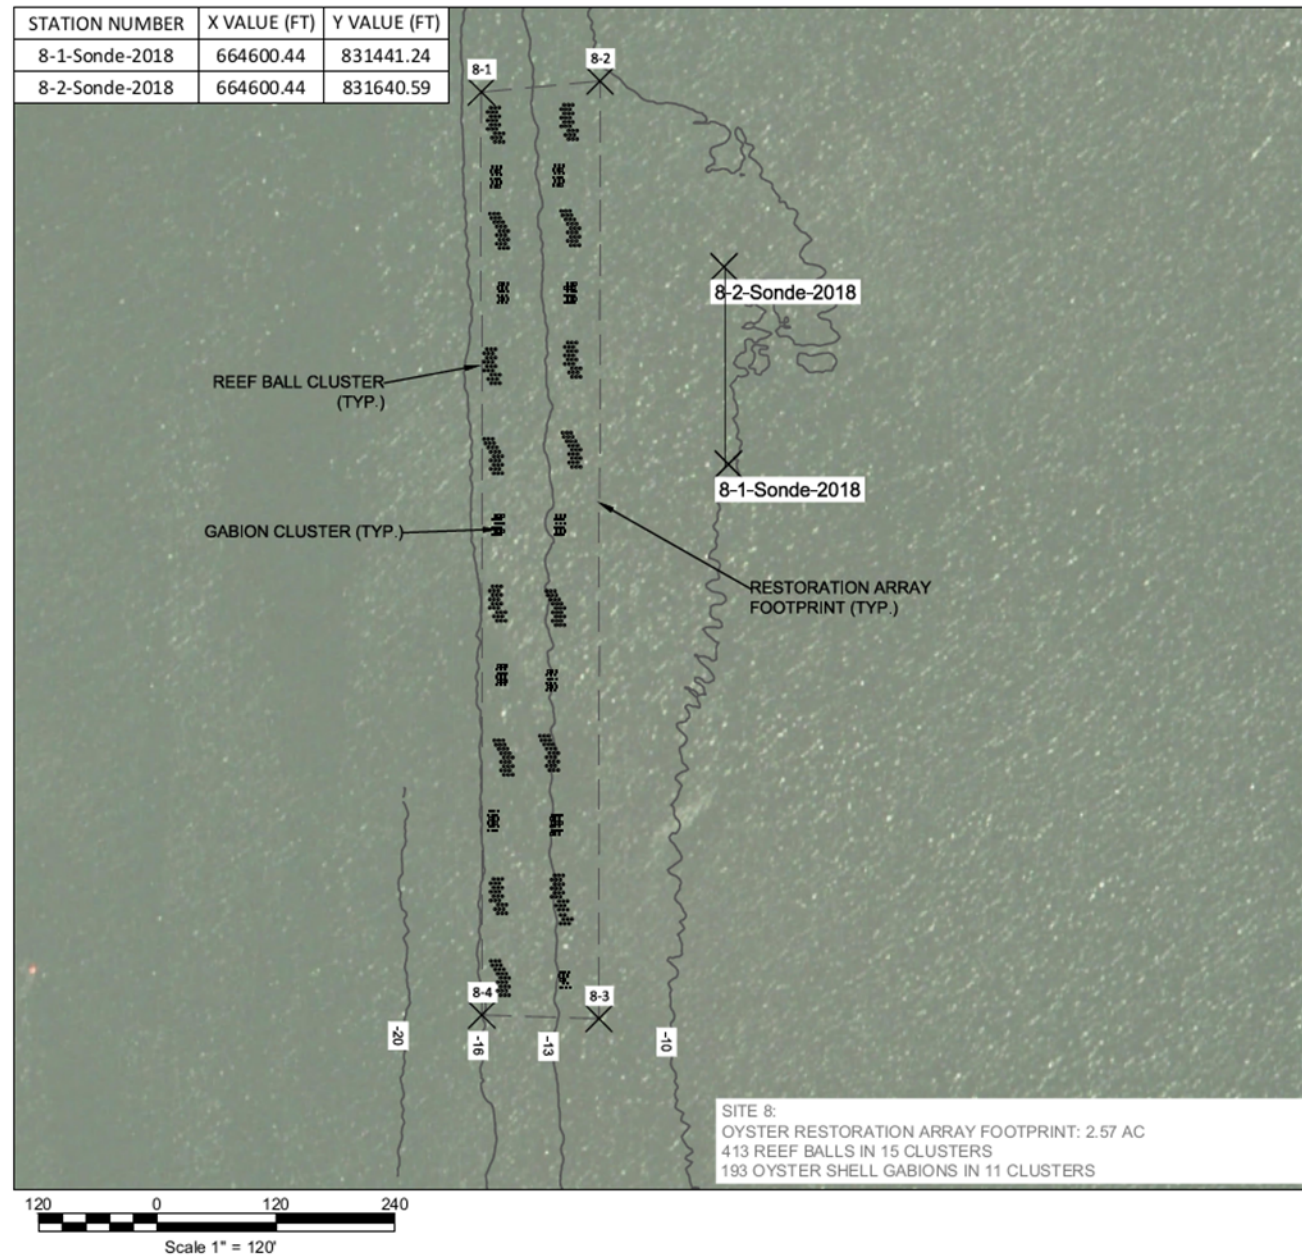 STATION NUMBER X VALUE (FT) Y VALUE (FT)
8-1-Sonde-2018 664600.44 831441.24
8-2-Sonde-2018 664600.44 831640.59
8-1
8-2
8-2-Sonde-2018
REEF BALL CLUSTER
(TYP.)
8-1-Sonde-2018
GABION CLUSTER (TYP.)
RESTORATION ARRAY
FOOTPRINT (TYP.)
8-4
8-3
-20
-16
-13
-10
SITE 8:
OYSTER RESTORATION ARRAY FOOTPRINT: 2.57 AC
413 REEF BALLS IN 15 CLUSTERS
193 OYSTER SHELL GABIONS IN 11 CLUSTERS
120 0 120 240
Scale 1" = 120'